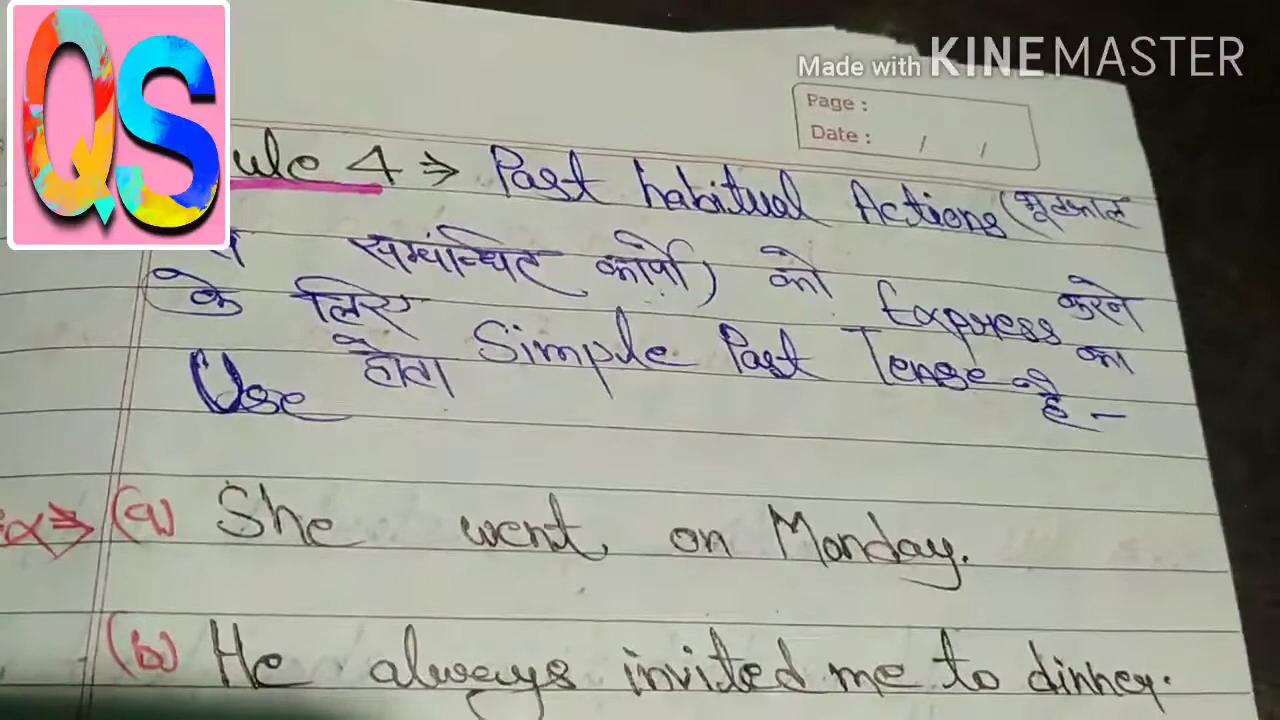 QS
Made with KINEMASTER
Page :
Date : / /
ule 4 ⇒ Past habitual Actions (भूतकाल
से सम्बन्धित कार्यो) को Express करने
के लिए Simple Past Tense का
Use होता है –
(a) She went on Monday.
(b) He always invited me to dinner.